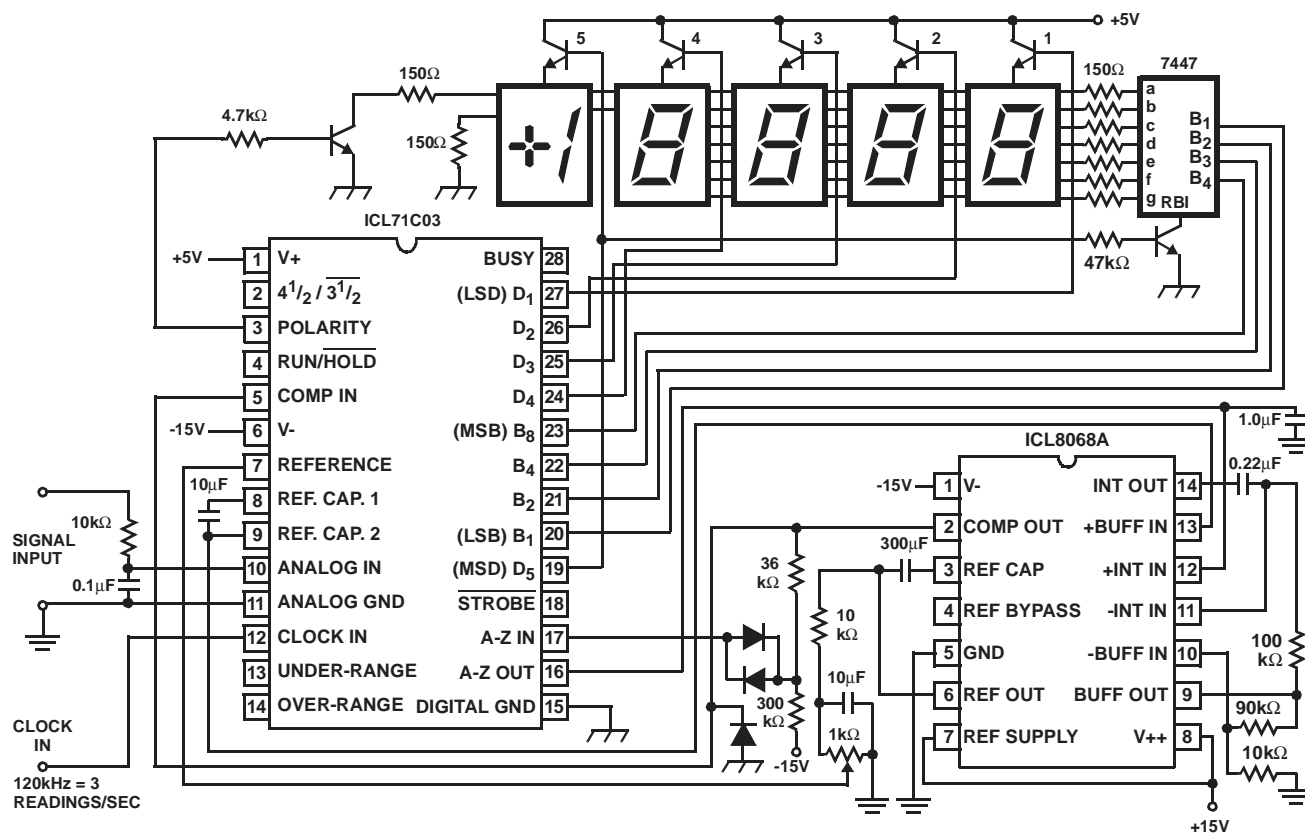 +5V
5
4
3
2
1
7447
150Ω
4.7kΩ
150Ω
+1
8
8
8
8
150Ω
a
b
c
d
e
f
g
B1
B2
B3
B4
RBI
47kΩ
ICL71C03
+5V
1 V+
2 4 1/2 / 3 1/2
3 POLARITY
4 RUN/HOLD
5 COMP IN
-15V
6 V-
7 REFERENCE
8 REF. CAP. 1
9 REF. CAP. 2
10 ANALOG IN
11 ANALOG GND
12 CLOCK IN
13 UNDER-RANGE
14 OVER-RANGE
BUSY 28
(LSD) D1 27
D2 26
D3 25
D4 24
(MSB) B8 23
B4 22
B2 21
(LSB) B1 20
(MSD) D5 19
STROBE 18
A-Z IN 17
A-Z OUT 16
DIGITAL GND 15
10µF
SIGNAL
INPUT
10kΩ
0.1µF
CLOCK
IN
120kHz = 3
READINGS/SEC
36
kΩ
300
kΩ
-15V
300µF
10
kΩ
10µF
1kΩ
ICL8068A
-15V
1 V-
2 COMP OUT
3 REF CAP
4 REF BYPASS
5 GND
6 REF OUT
7 REF SUPPLY
INT OUT 14
+BUFF IN 13
+INT IN 12
-INT IN 11
-BUFF IN 10
BUFF OUT 9
V++ 8
1.0µF
0.22µF
100
kΩ
90kΩ
10kΩ
+15V